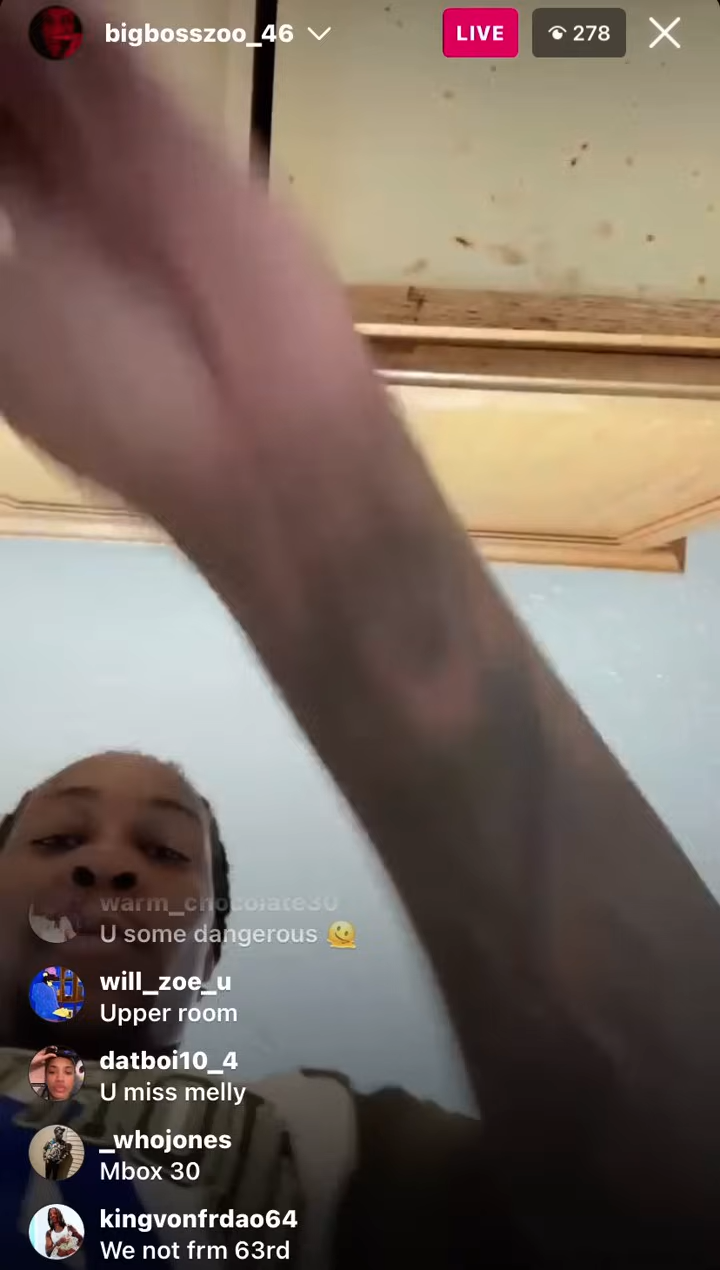 bigbosszoo_46
LIVE
278
warm_chocolate30
U some dangerous 🫠
will_zoe_u
Upper room
datboi10_4
U miss melly
_whojones
Mbox 30
kingvonfrdao64
We not frm 63rd